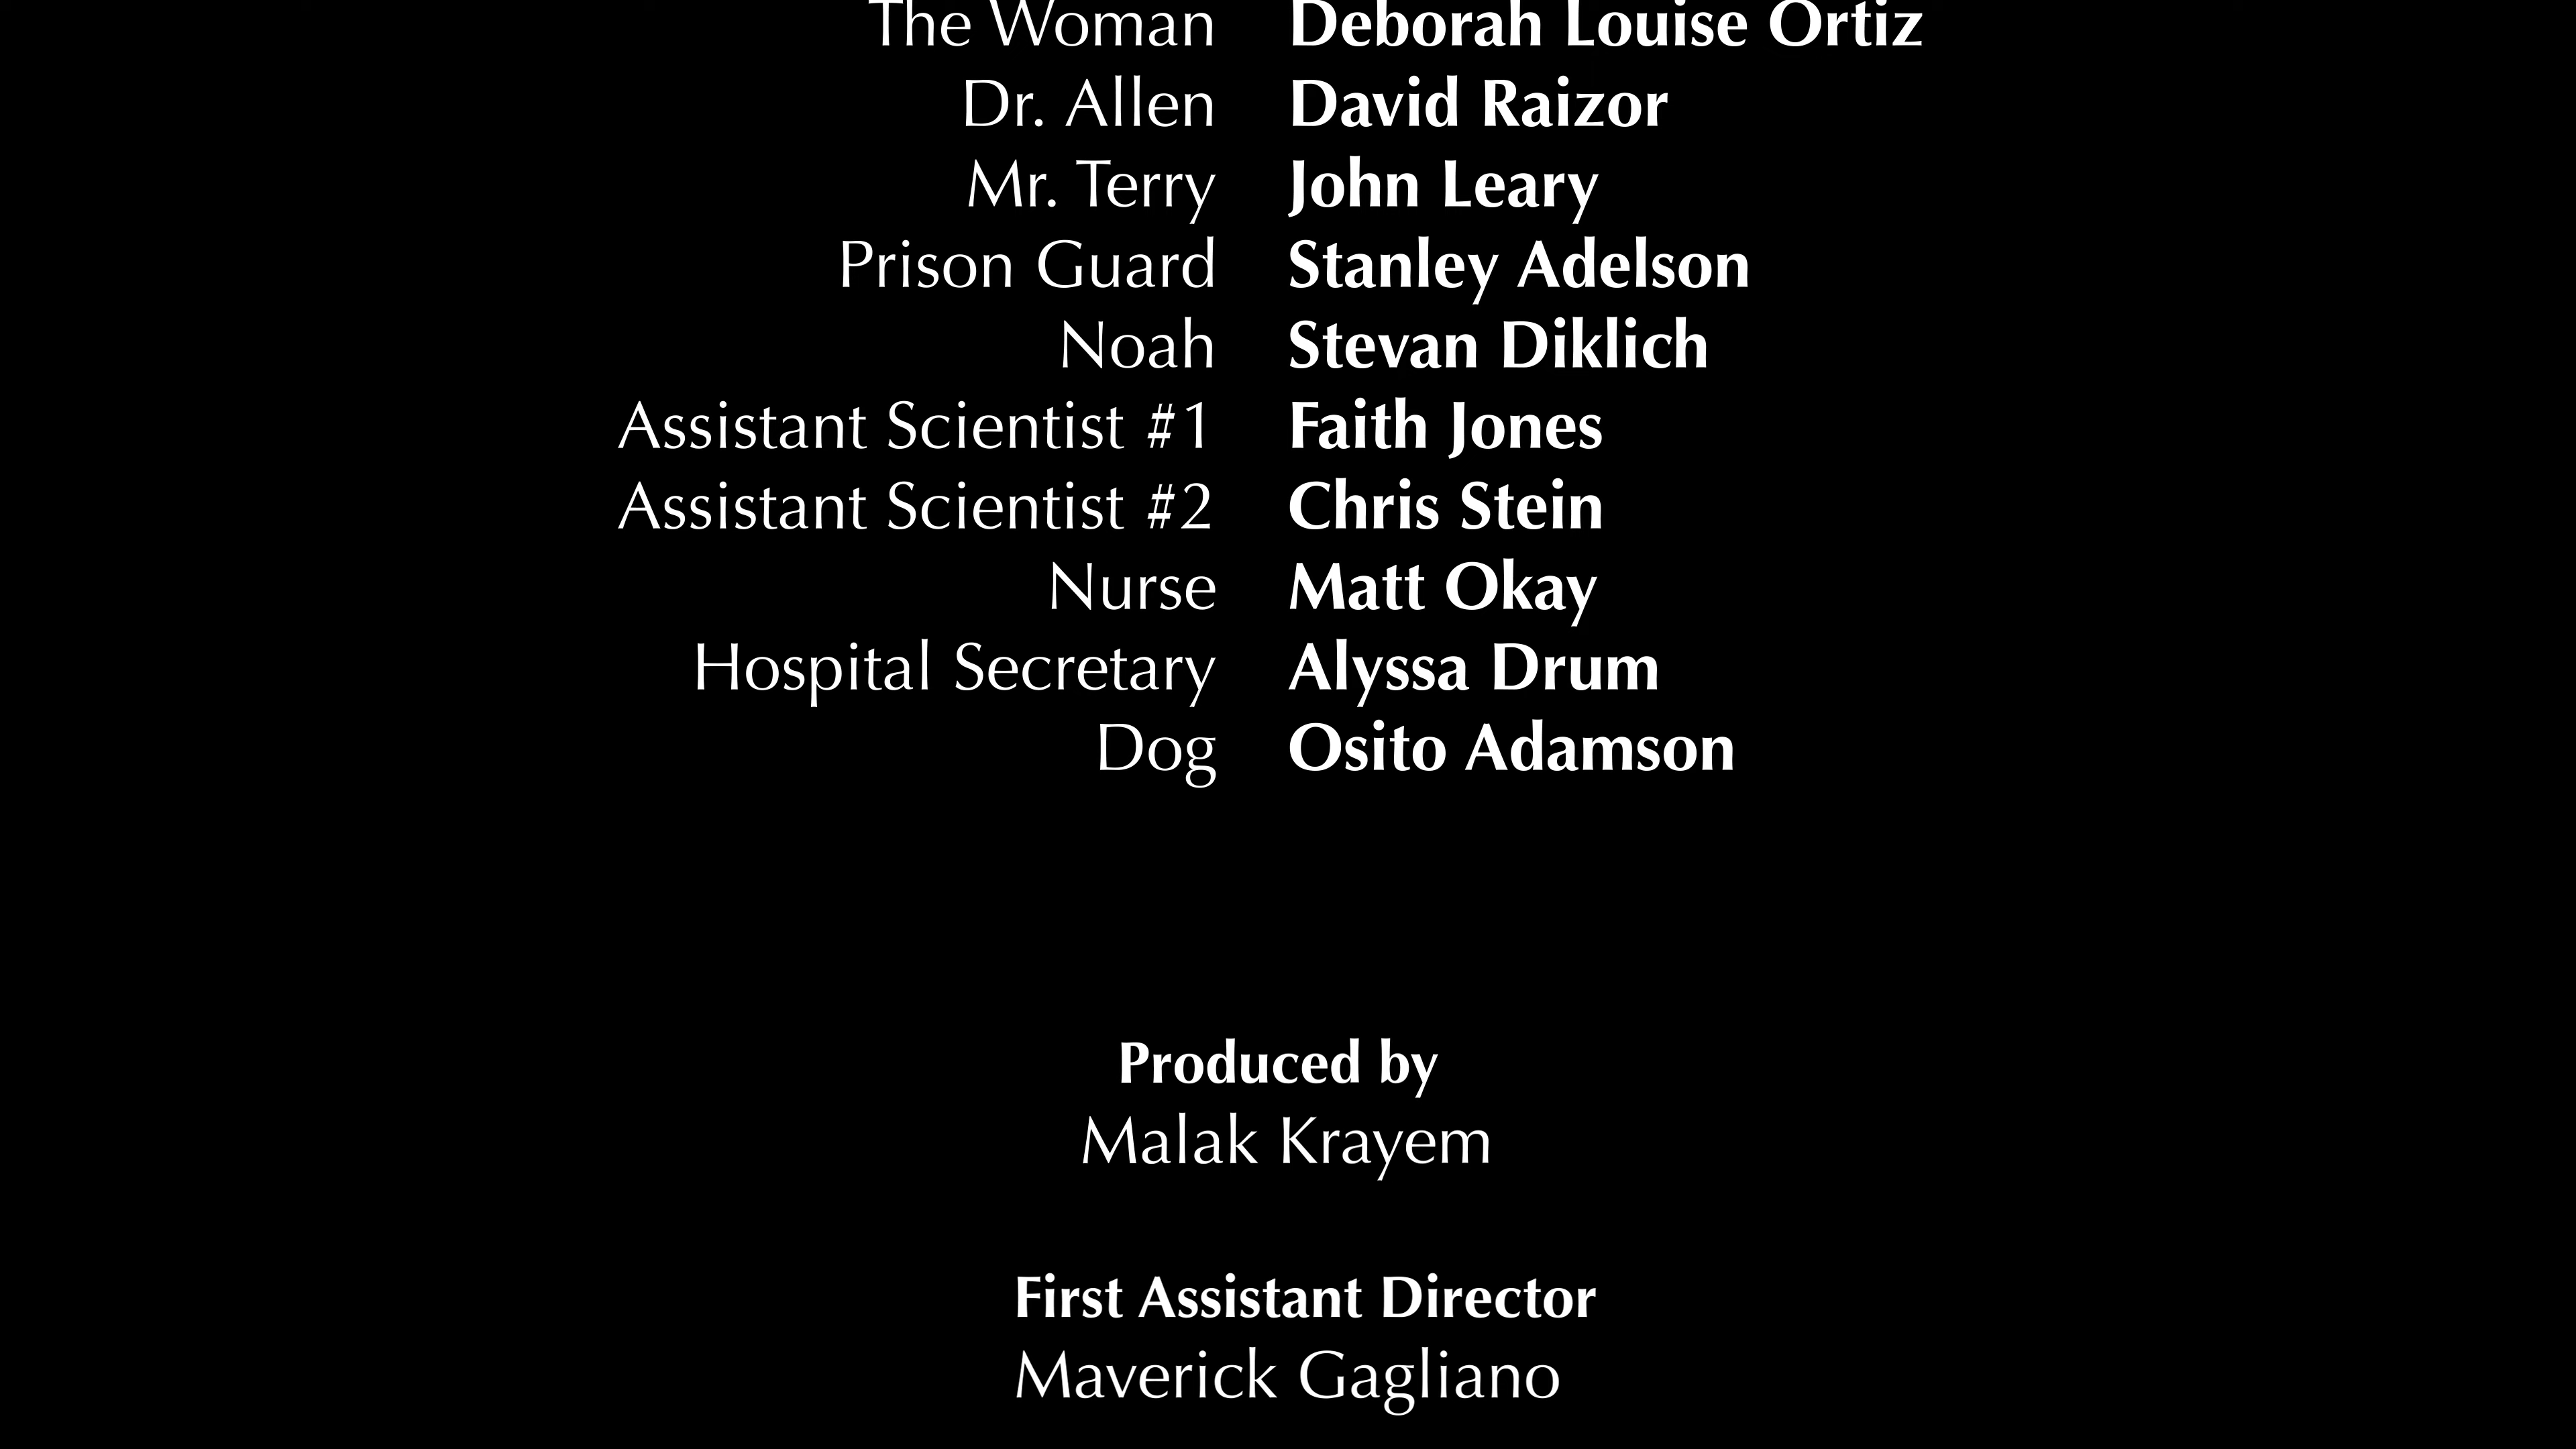 The Woman Deborah Louise Ortiz
Dr. Allen David Raizor
Mr. Terry John Leary
Prison Guard Stanley Adelson
Noah Stevan Diklich
Assistant Scientist #1 Faith Jones
Assistant Scientist #2 Chris Stein
Nurse Matt Okay
Hospital Secretary Alyssa Drum
Dog Osito Adamson
Produced by
Malak Krayem
First Assistant Director
Maverick Gagliano